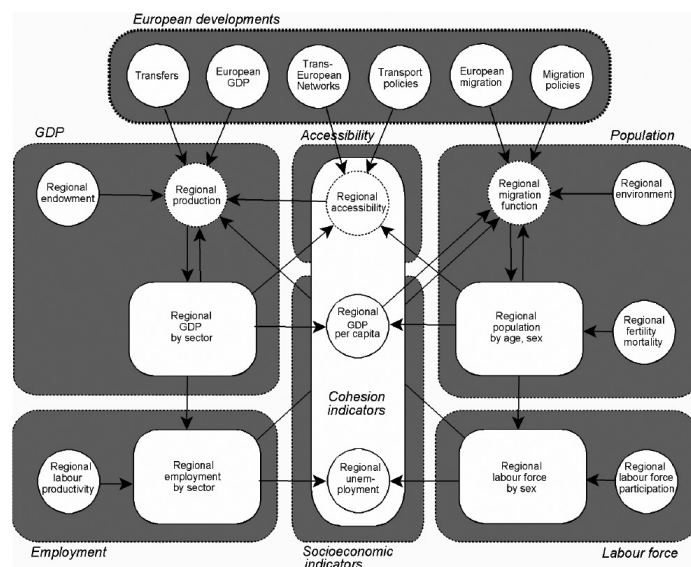 European developments
Transfers
European
GDP
Trans-
European
Networks
Transport
policies
European
migration
Migration
policies
GDP
Accessibility
Population
Regional
endowment
Regional
production
Regional
accessibility
Regional
migration
function
Regional
environment
Regional
GDP
by sector
Regional
GDP
per capita
Regional
population
by age, sex
Regional
fertility
mortality
Cohesion
indicators
Regional
labour
productivity
Regional
employment
by sector
Regional
unem-
ployment
Regional
labour force
by sex
Regional
labour force
participation
Employment
Socioeconomic
indicators
Labour force